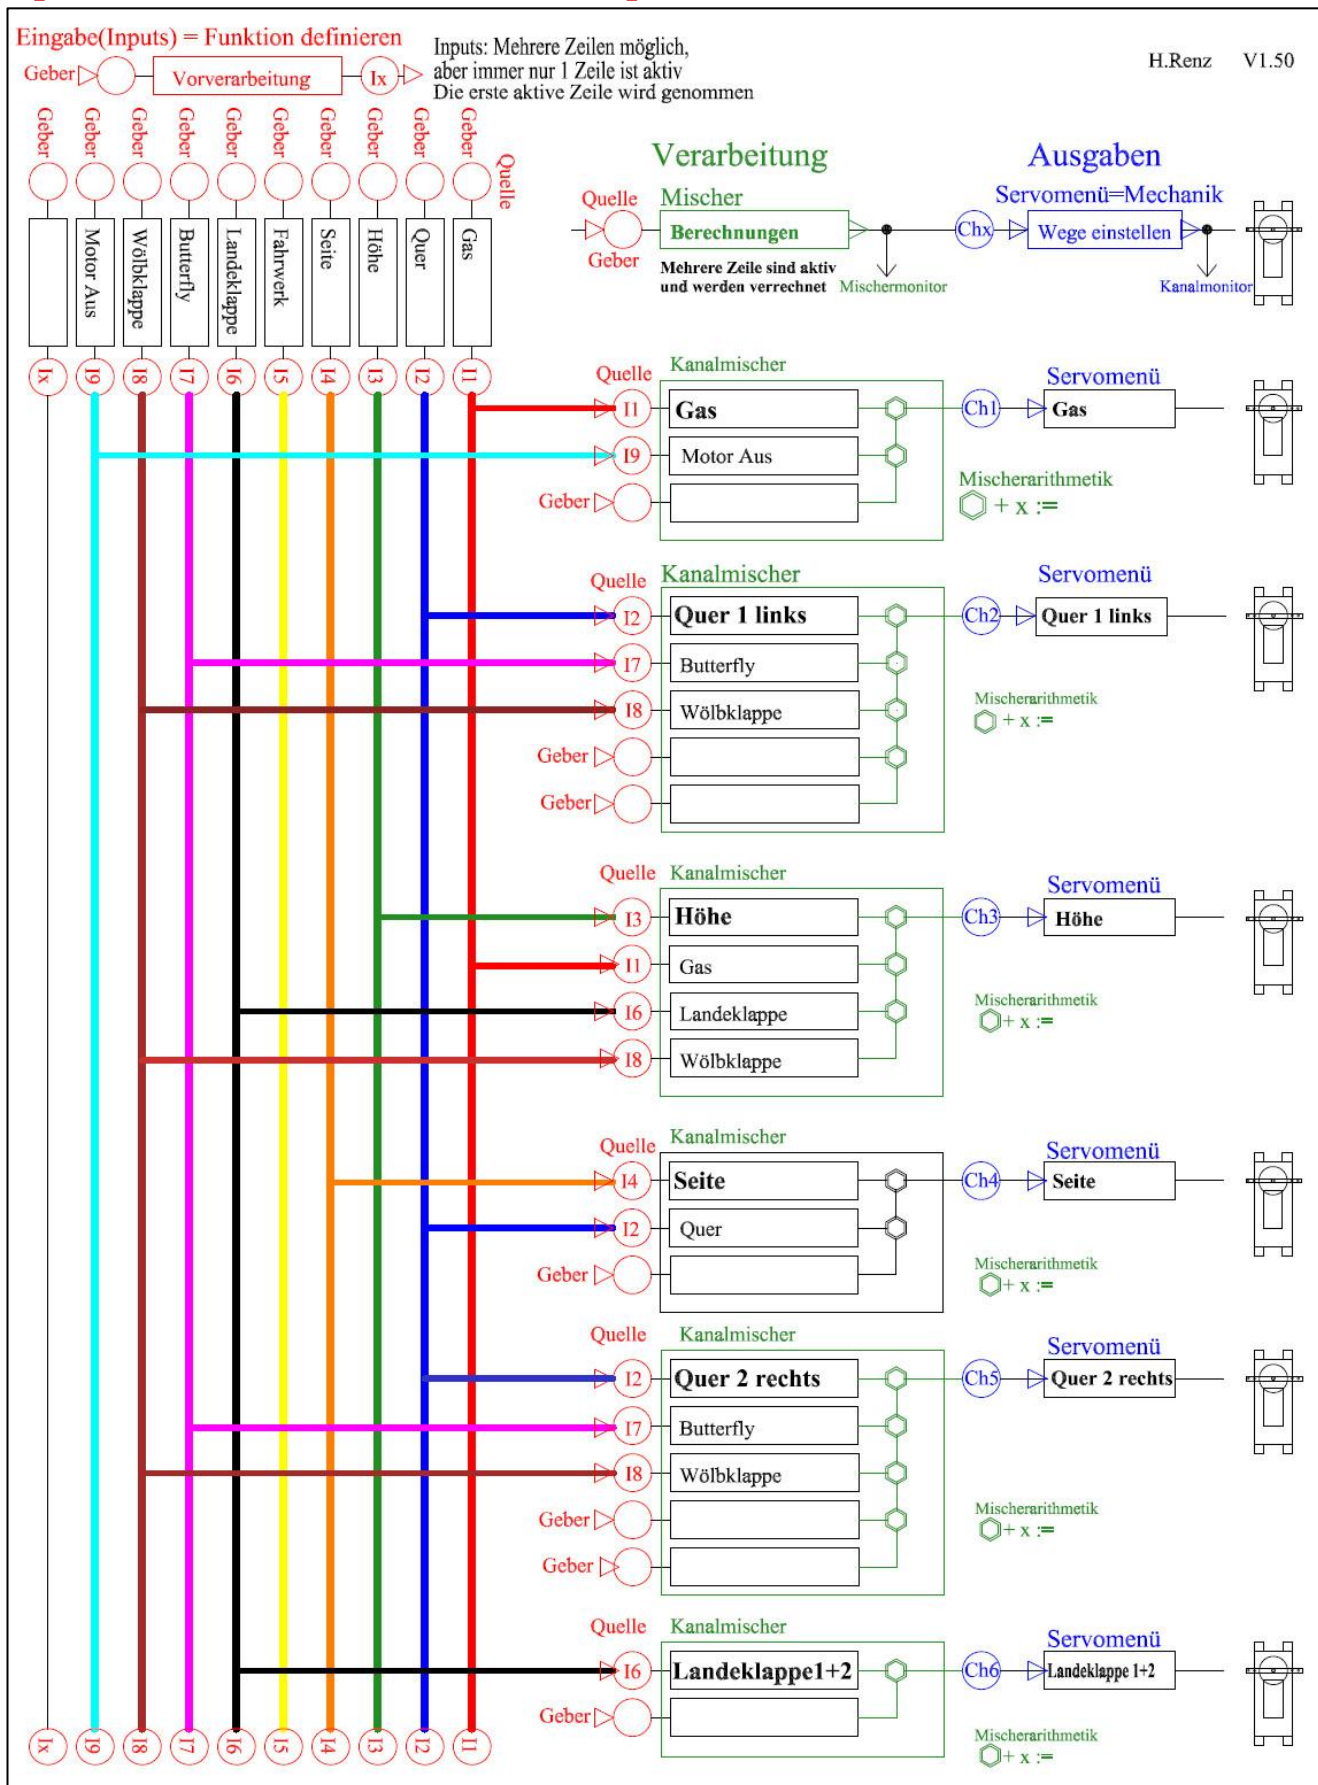 Eingabe(Inputs) = Funktion definieren
Inputs: Mehrere Zeilen möglich,
aber immer nur 1 Zeile ist aktiv
Die erste aktive Zeile wird genommen
H.Renz V1.50
Geber Vorverarbeitung Ix
Geber Geber Geber Geber Geber Geber Geber Geber Geber Geber
Quelle
Motor Aus Wölbklappe Butterfly Landeklappe Fahrwerk Seite Höhe Quer Gas
Ix I9 I8 I7 I6 I5 I4 I3 I2 I1
Verarbeitung Ausgaben
Quelle Mischer Servomenü=Mechanik
Berechnungen Chx Wege einstellen
Geber
Mehrere Zeile sind aktiv
und werden verrechnet Mischermonitor Kanalmonitor
Kanalmischer
Quelle Servomenü
I1 Gas Ch1 Gas
I9 Motor Aus
Mischerarithmetik
Geber + x :=
Quelle Kanalmischer Servomenü
I2 Quer 1 links Ch2 Quer 1 links
I7 Butterfly
Mischerarithmetik
I8 Wölbklappe + x :=
Geber
Geber
Quelle Kanalmischer Servomenü
I3 Höhe Ch3 Höhe
I1 Gas
Mischerarithmetik
I6 Landeklappe + x :=
I8 Wölbklappe
Kanalmischer
Quelle Servomenü
I4 Seite Ch4 Seite
I2 Quer
Mischerarithmetik
Geber + x :=
Quelle Kanalmischer Servomenü
I2 Quer 2 rechts Ch5 Quer 2 rechts
I7 Butterfly
I8 Wölbklappe
Mischerarithmetik
Geber + x :=
Geber
Quelle Kanalmischer Servomenü
I6 Landeklappe1+2 Ch6 Landeklappe 1+2
Geber
Mischerarithmetik
+ x :=
Ix I9 I8 I7 I6 I5 I4 I3 I2 I1